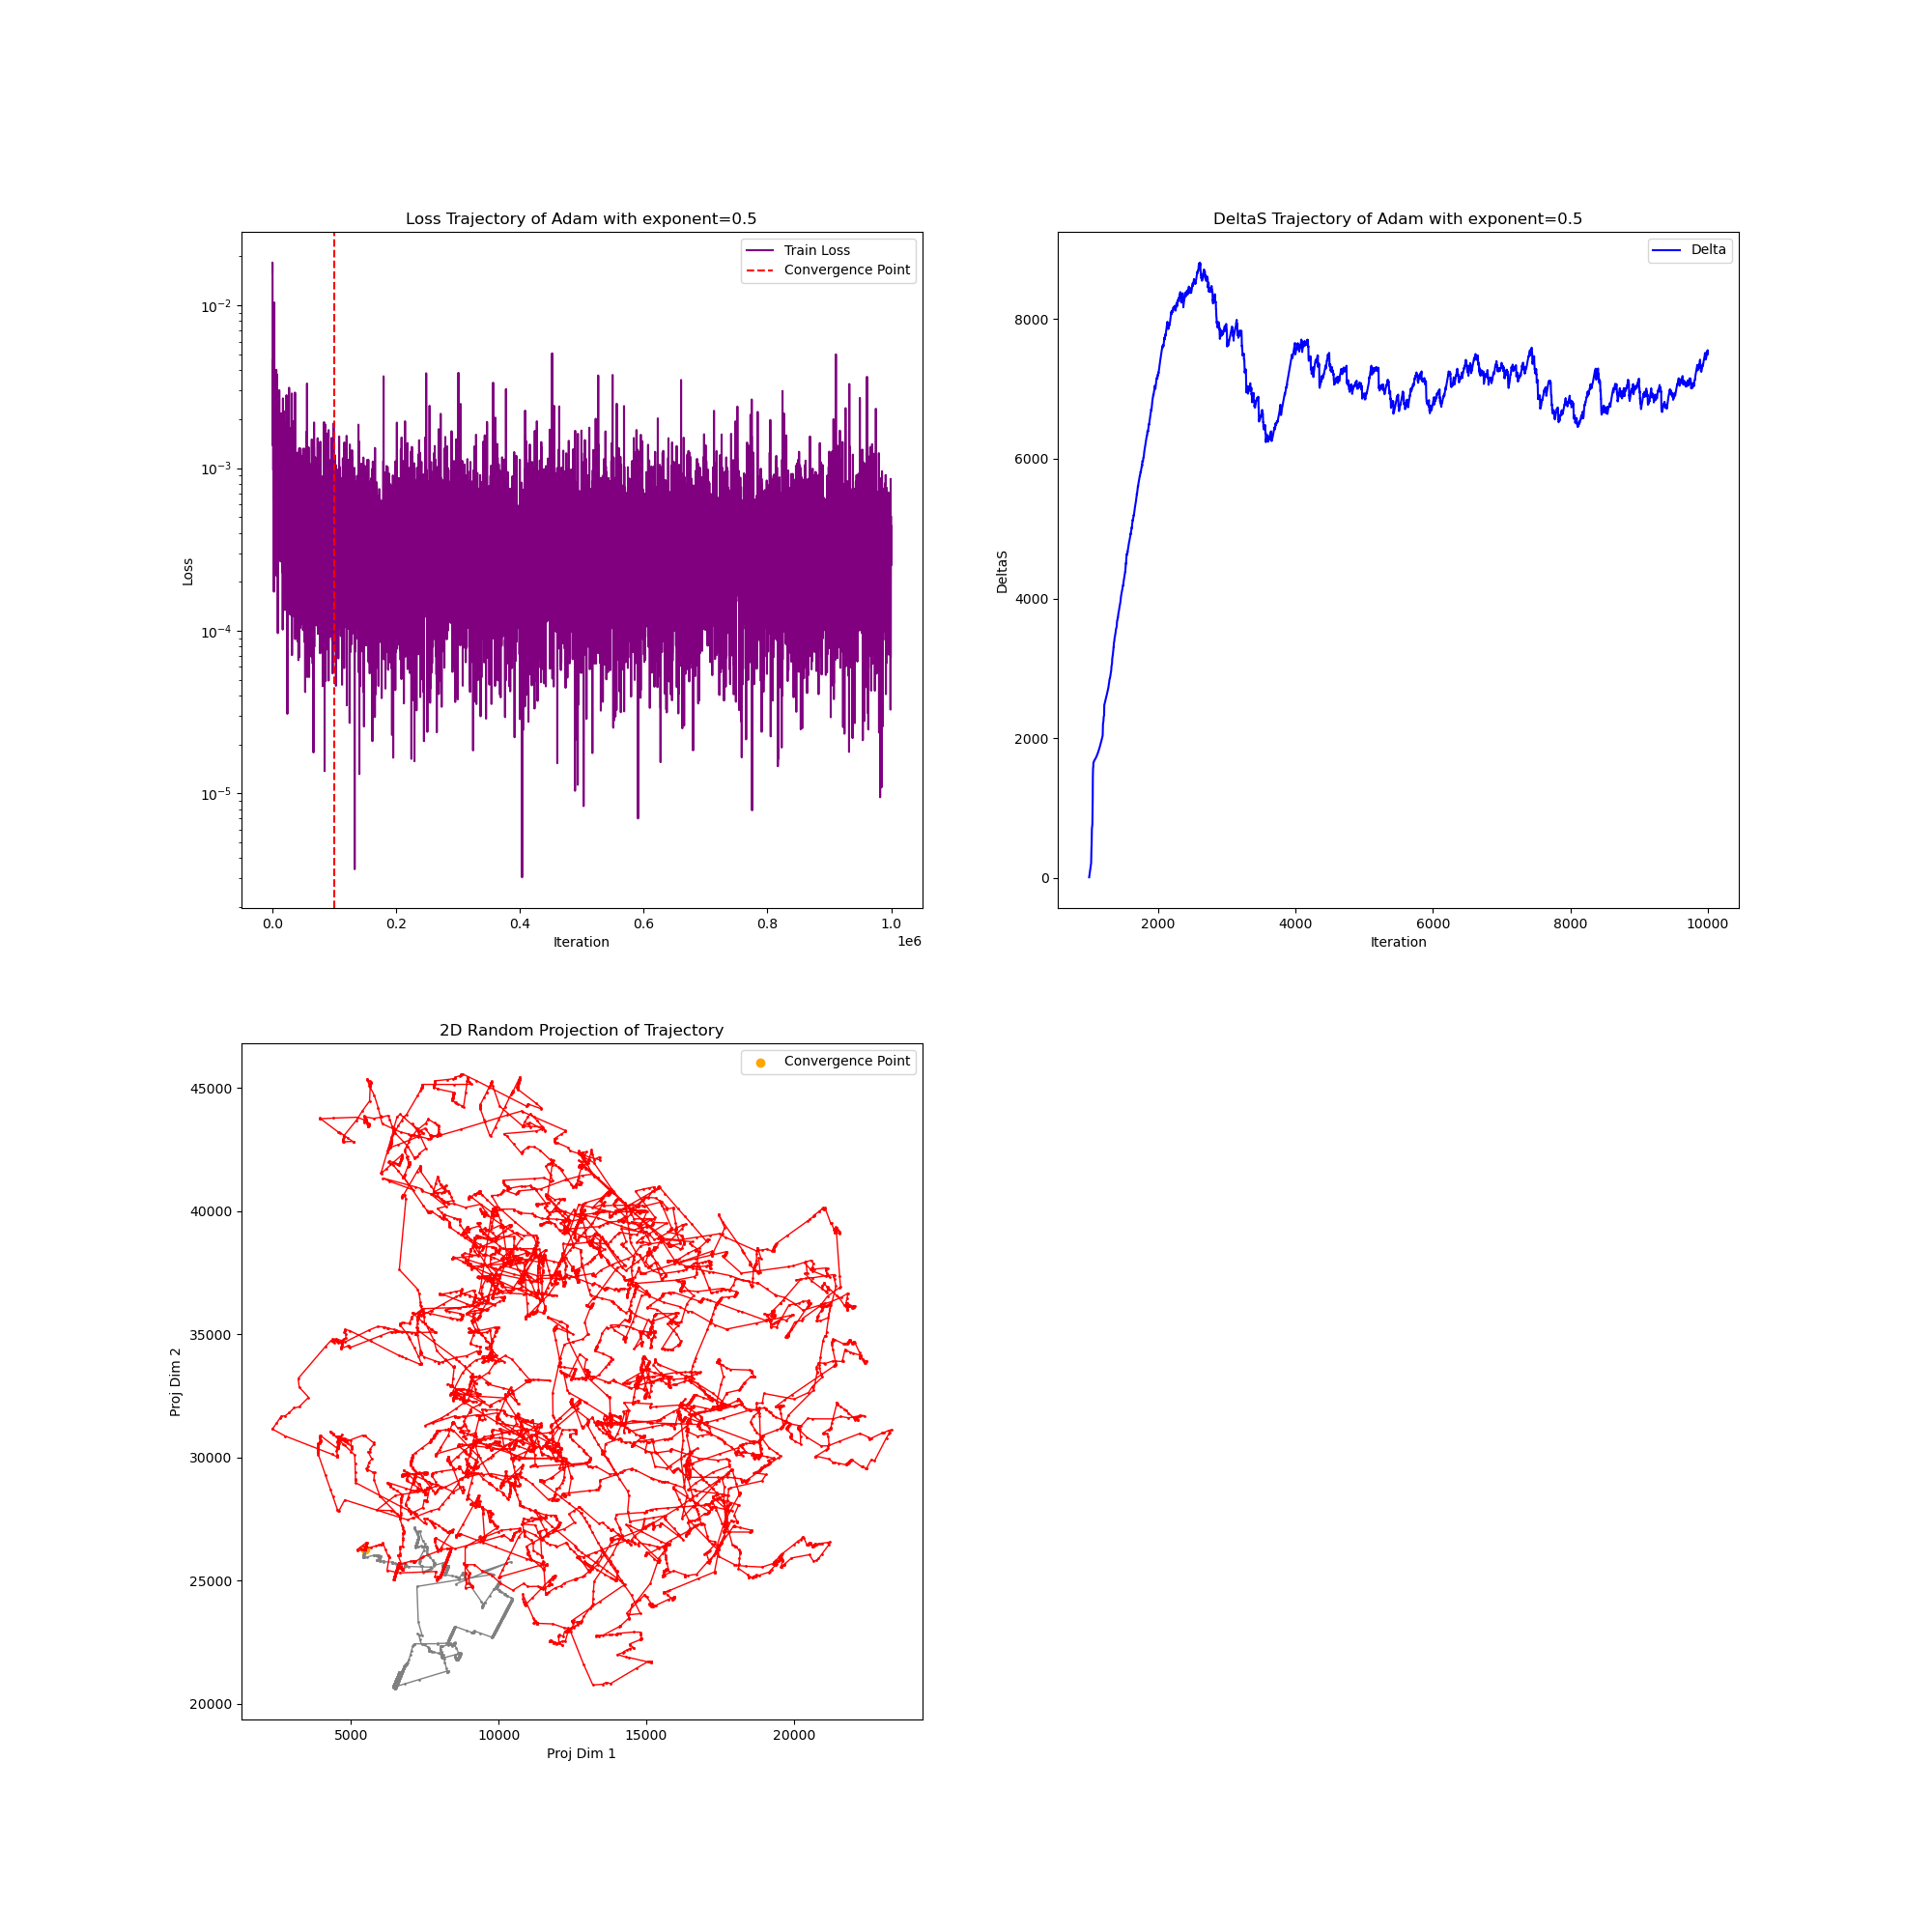 Loss Trajectory of Adam with exponent=0.5
Train Loss
Convergence Point
10⁻²
10⁻³
10⁻⁴
10⁻⁵
Loss
0.0 0.2 0.4 0.6 0.8 1.0
1e6
Iteration
DeltaS Trajectory of Adam with exponent=0.5
Delta
8000
6000
4000
2000
0
DeltaS
2000 4000 6000 8000 10000
Iteration
2D Random Projection of Trajectory
Convergence Point
45000
40000
35000
30000
25000
20000
Proj Dim 2
5000 10000 15000 20000
Proj Dim 1